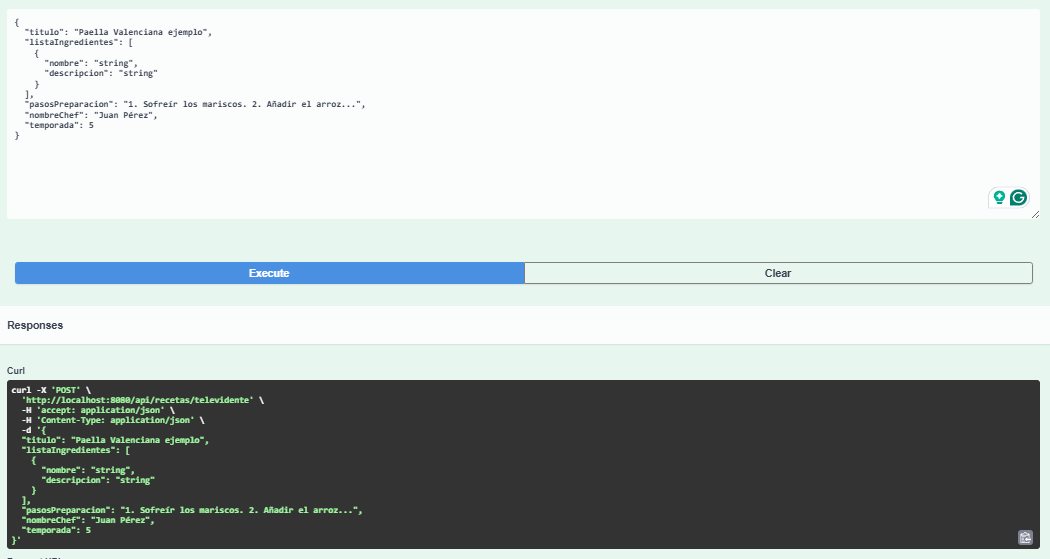 {
  "titulo": "Paella Valenciana ejemplo",
  "listaIngredientes": [
    {
      "nombre": "string",
      "descripcion": "string"
    }
  ],
  "pasosPreparacion": "1. Sofreír los mariscos. 2. Añadir el arroz...",
  "nombreChef": "Juan Pérez",
  "temporada": 5
}
Execute
Clear
Responses
Curl
curl -X 'POST' \
  'http://localhost:8080/api/recetas/televidente' \
  -H 'accept: application/json' \
  -H 'Content-Type: application/json' \
  -d '{
  "titulo": "Paella Valenciana ejemplo",
  "listaIngredientes": [
    {
      "nombre": "string",
      "descripcion": "string"
    }
  ],
  "pasosPreparacion": "1. Sofreír los mariscos. 2. Añadir el arroz...",
  "nombreChef": "Juan Pérez",
  "temporada": 5
}'